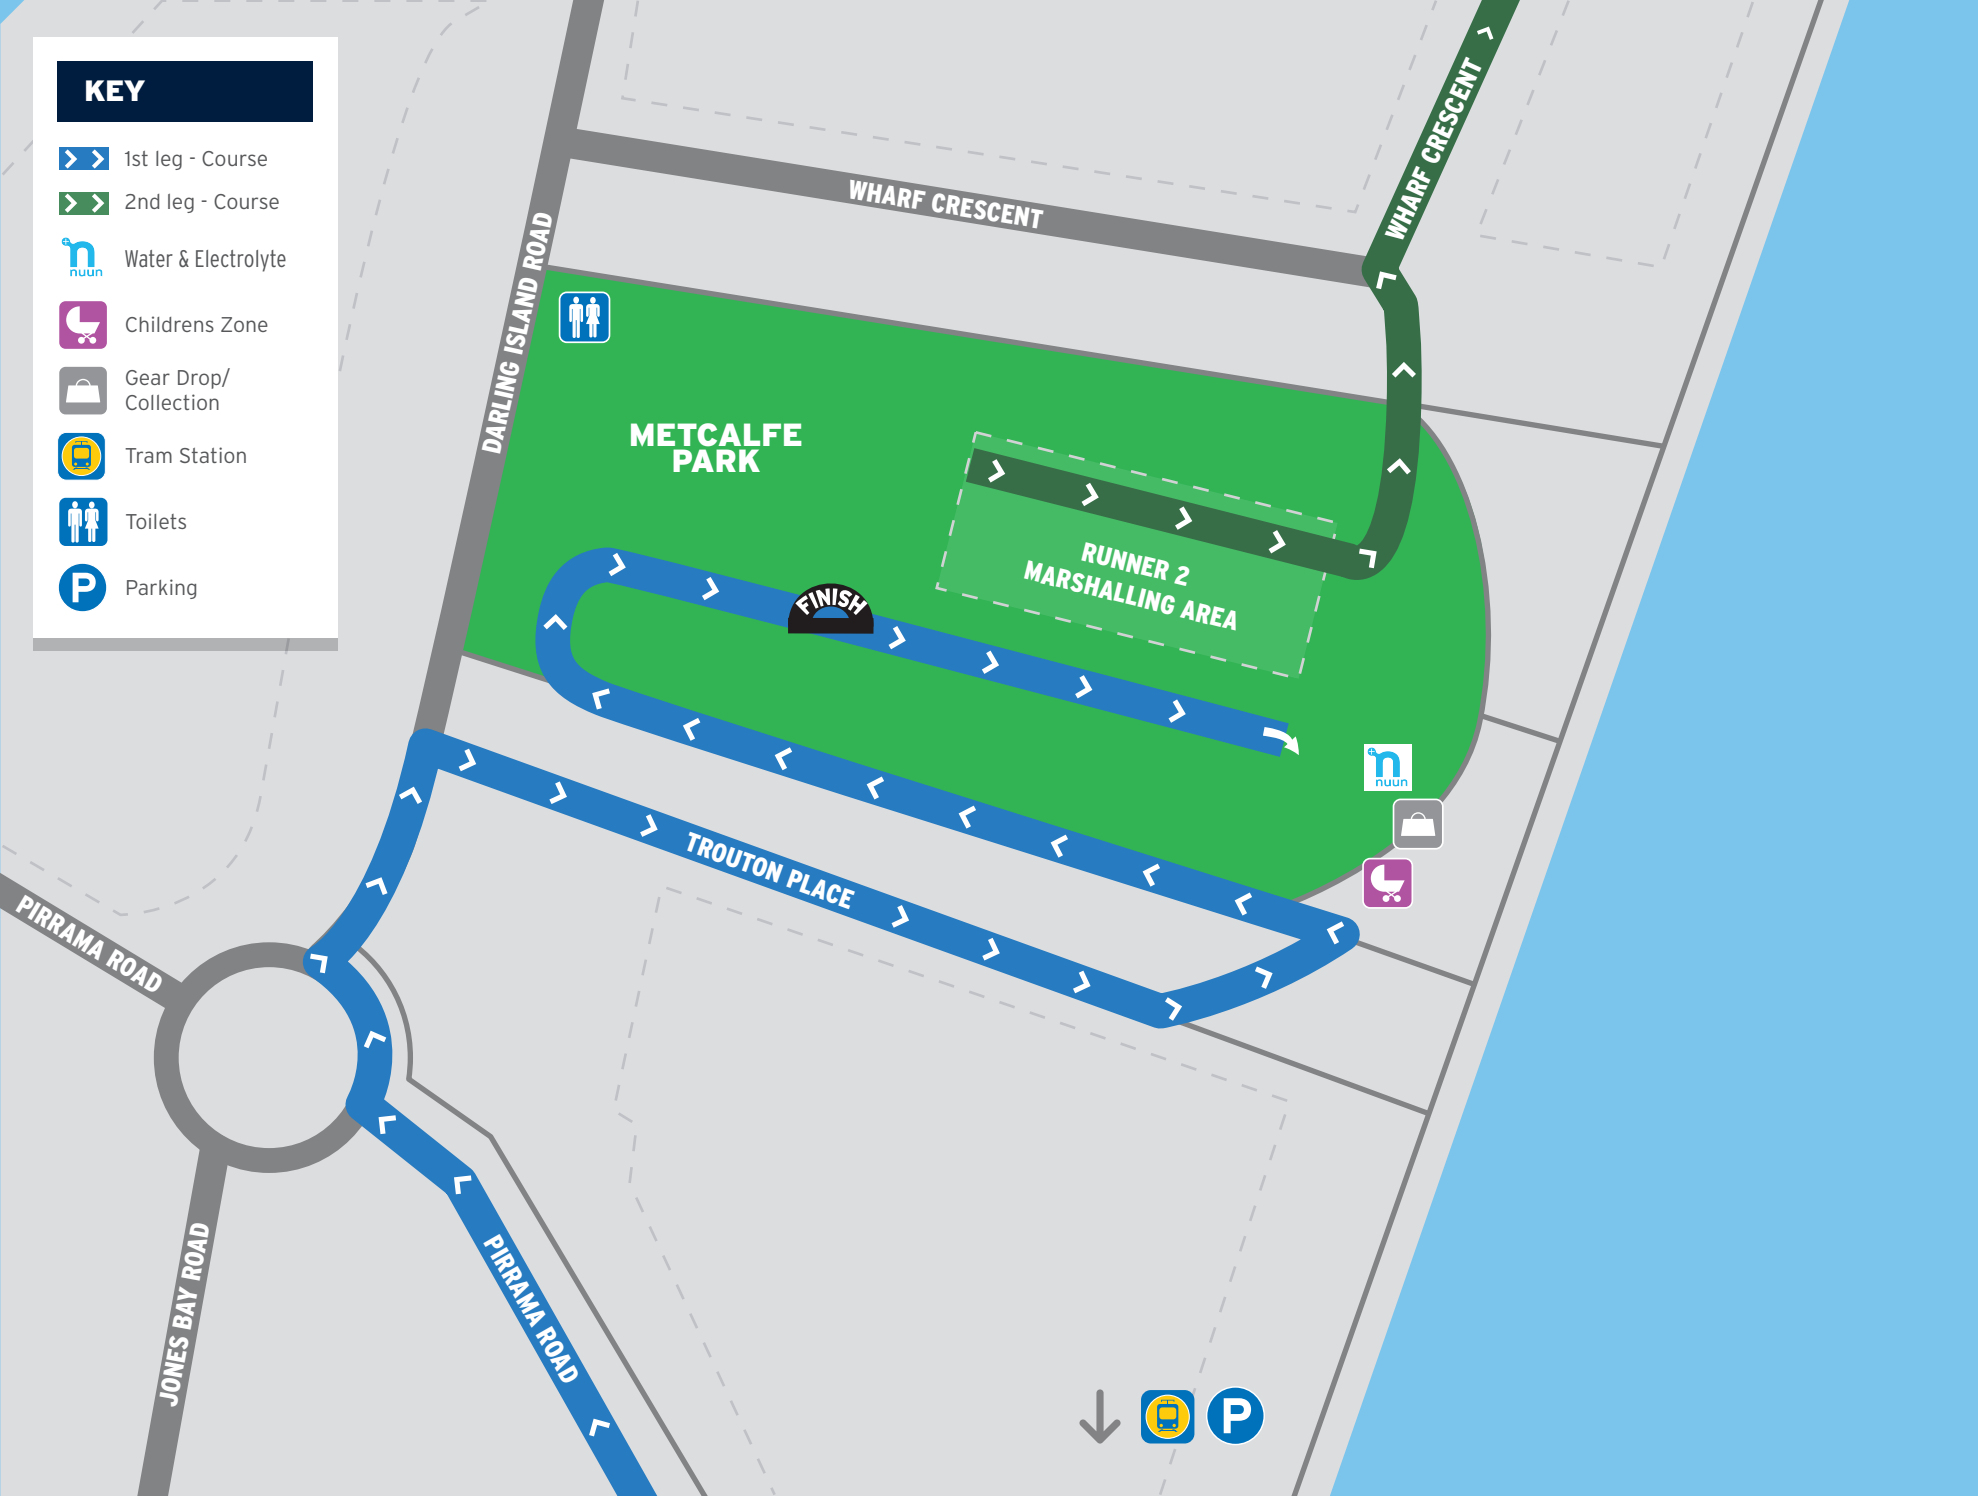 KEY
1st leg - Course
2nd leg - Course
nuun
Water & Electrolyte
Childrens Zone
Gear Drop/
Collection
Tram Station
Toilets
P
Parking
WHARF CRESCENT
WHARF CRESCENT
DARLING ISLAND ROAD
METCALFE
PARK
RUNNER 2
MARSHALLING AREA
FINISH
nuun
TROUTON PLACE
PIRRAMA ROAD
JONES BAY ROAD
PIRRAMA ROAD
P